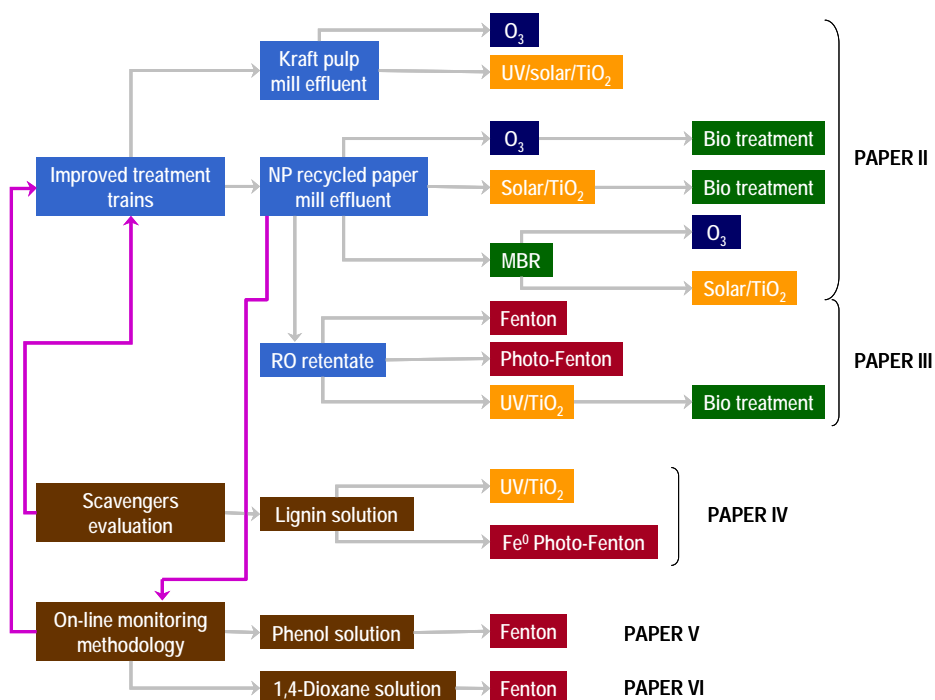 O₃
Kraft pulp
mill effluent
UV/solar/TiO₂
O₃
Bio treatment
PAPER II
Improved treatment
trains
NP recycled paper
mill effluent
Solar/TiO₂
Bio treatment
O₃
MBR
Solar/TiO₂
Fenton
RO retentate
Photo-Fenton
PAPER III
UV/TiO₂
Bio treatment
UV/TiO₂
Scavengers
evaluation
Lignin solution
PAPER IV
Fe⁰ Photo-Fenton
On-line monitoring
methodology
Phenol solution
Fenton
PAPER V
1,4-Dioxane solution
Fenton
PAPER VI